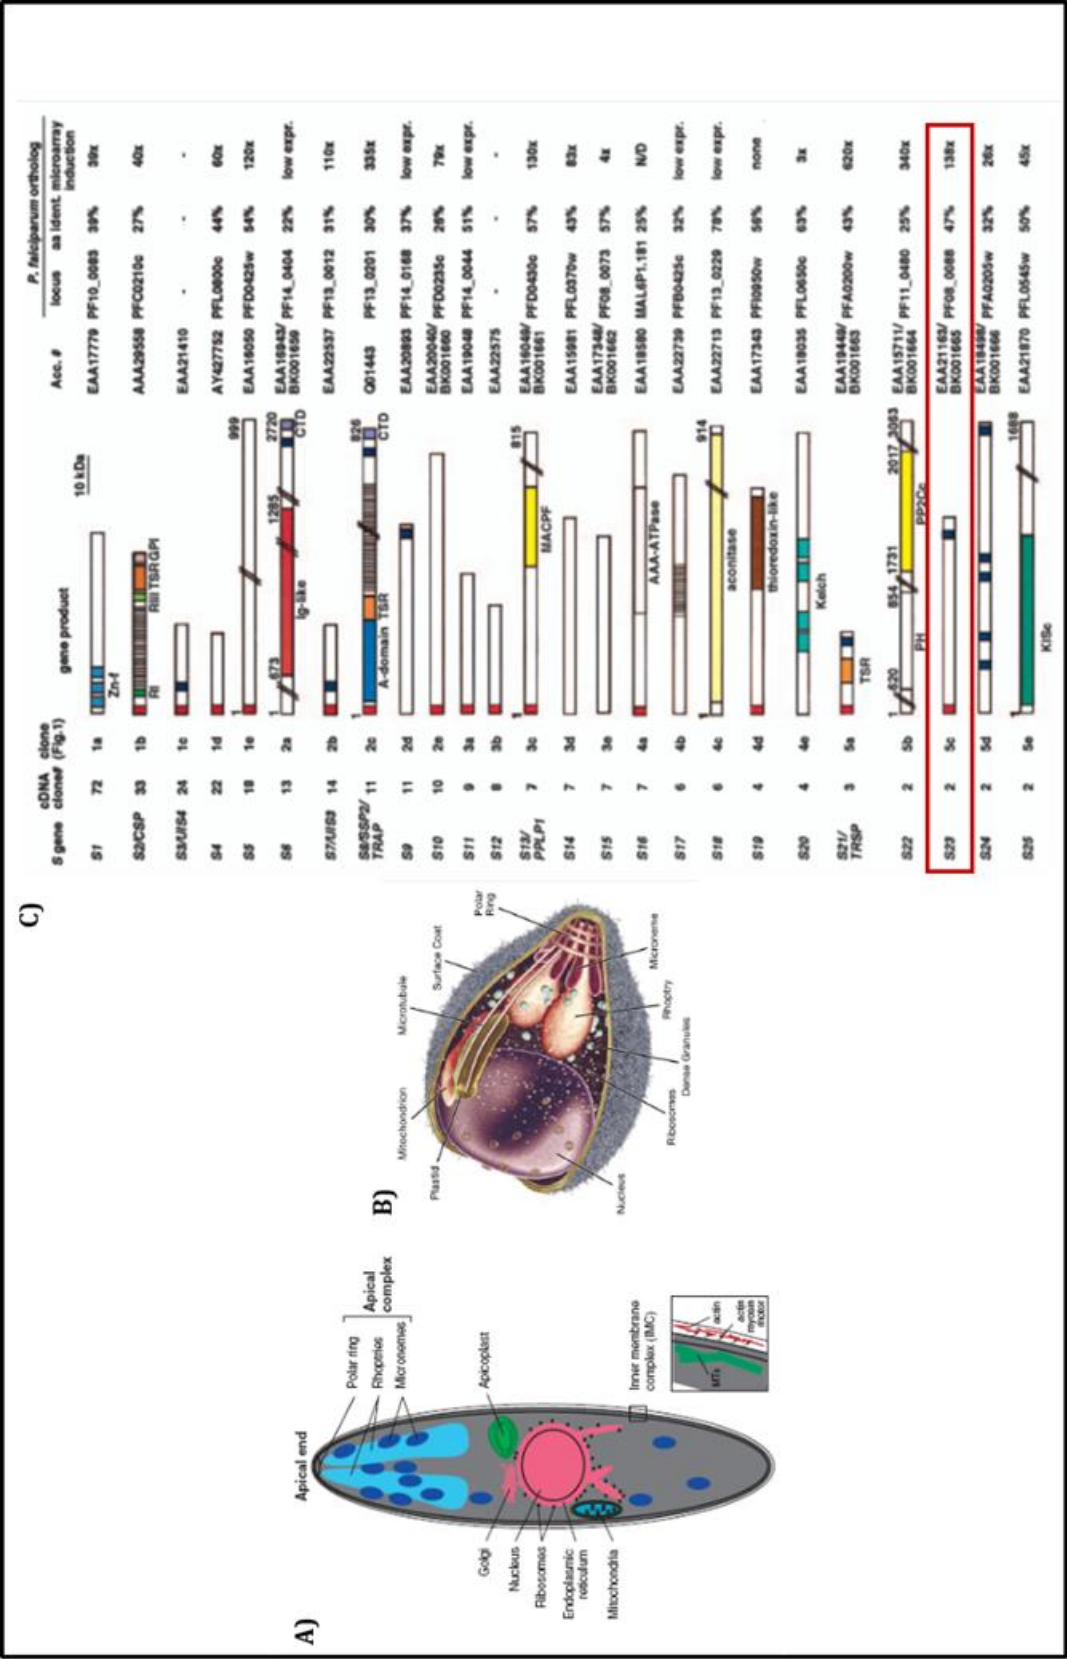 A)
Apical end
Polar ring
Rhoptries
Micronemes
Apical
complex
Apicoplast
Inner membrane
complex (IMC)
actin
actin
myosin
motor
MTs
Golgi
Nucleus
Ribosomes
Endoplasmic
reticulum
Mitochondria
B)
Plastid
Mitochondrion
Microtubule
Surface Coat
Polar
Ring
Nucleus
Ribosomes
Dense Granules
Rhoptry
Microneme
C)
P. falciparum ortholog
S gene cDNA clone# clone (Fig.1) gene product 10 kDa Acc. # locus aa ident. microarray induction
S1 72 1a Zn-f EAA17779 PF10_0083 39% 39x
S2/CSP 33 1b RI RIII TSR GPI AAA29558 PFC0210c 27% 40x
S3/UIS4 24 1c EAA21410 - - -
S4 22 1d AY427752 PFL0800c 44% 60x
S5 18 1e 1 999 EAA16050 PFD0425w 54% 120x
S6 13 2a 1 673 Ig-like 1285 2720 CTD EAA16943/ BK001659 PF14_0404 22% low expr.
S7/UIS3 14 2b EAA22537 PF13_0012 31% 110x
S8/SSP2/ TRAP 11 2c 1 A-domain TSR 826 CTD Q01443 PF13_0201 30% 335x
S9 11 2d EAA20893 PF14_0168 37% low expr.
S10 10 2e EAA20040/ BK001660 PFD0235c 26% 79x
S11 9 3a EAA19048 PF14_0044 51% low expr.
S12 8 3b EAA22575 - - -
S13/ PPLP1 7 3c 1 MACPF 815 EAA16049/ BK001661 PFD0430c 57% 130x
S14 7 3d EAA15981 PFL0370w 43% 83x
S15 7 3e EAA17348/ BK001662 PF08_0073 57% 4x
S16 7 4a AAA-ATPase EAA18580 MAL6P1.181 25% N/D
S17 6 4b EAA22739 PFB0425c 32% low expr.
S18 6 4c 1 aconitase 914 EAA22713 PF13_0229 78% low expr.
S19 4 4d thioredoxin-like EAA17343 PFI0950w 56% none
S20 4 4e Kelch EAA18035 PFL0650c 63% 3x
S21/ TRSP 3 5a TSR EAA19449/ BK001663 PFA0200w 43% 620x
S22 2 5b 1 620 PH 854 1731 PP2Cc 2017 3063 EAA15711/ BK001664 PF11_0480 25% 340x
S23 2 5c EAA21163/ BK001665 PF08_0088 47% 138x
S24 2 5d EAA18498/ BK001666 PFA0205w 32% 26x
S25 2 5e 1 KISc 1688 EAA21870 PFL0545w 50% 45x